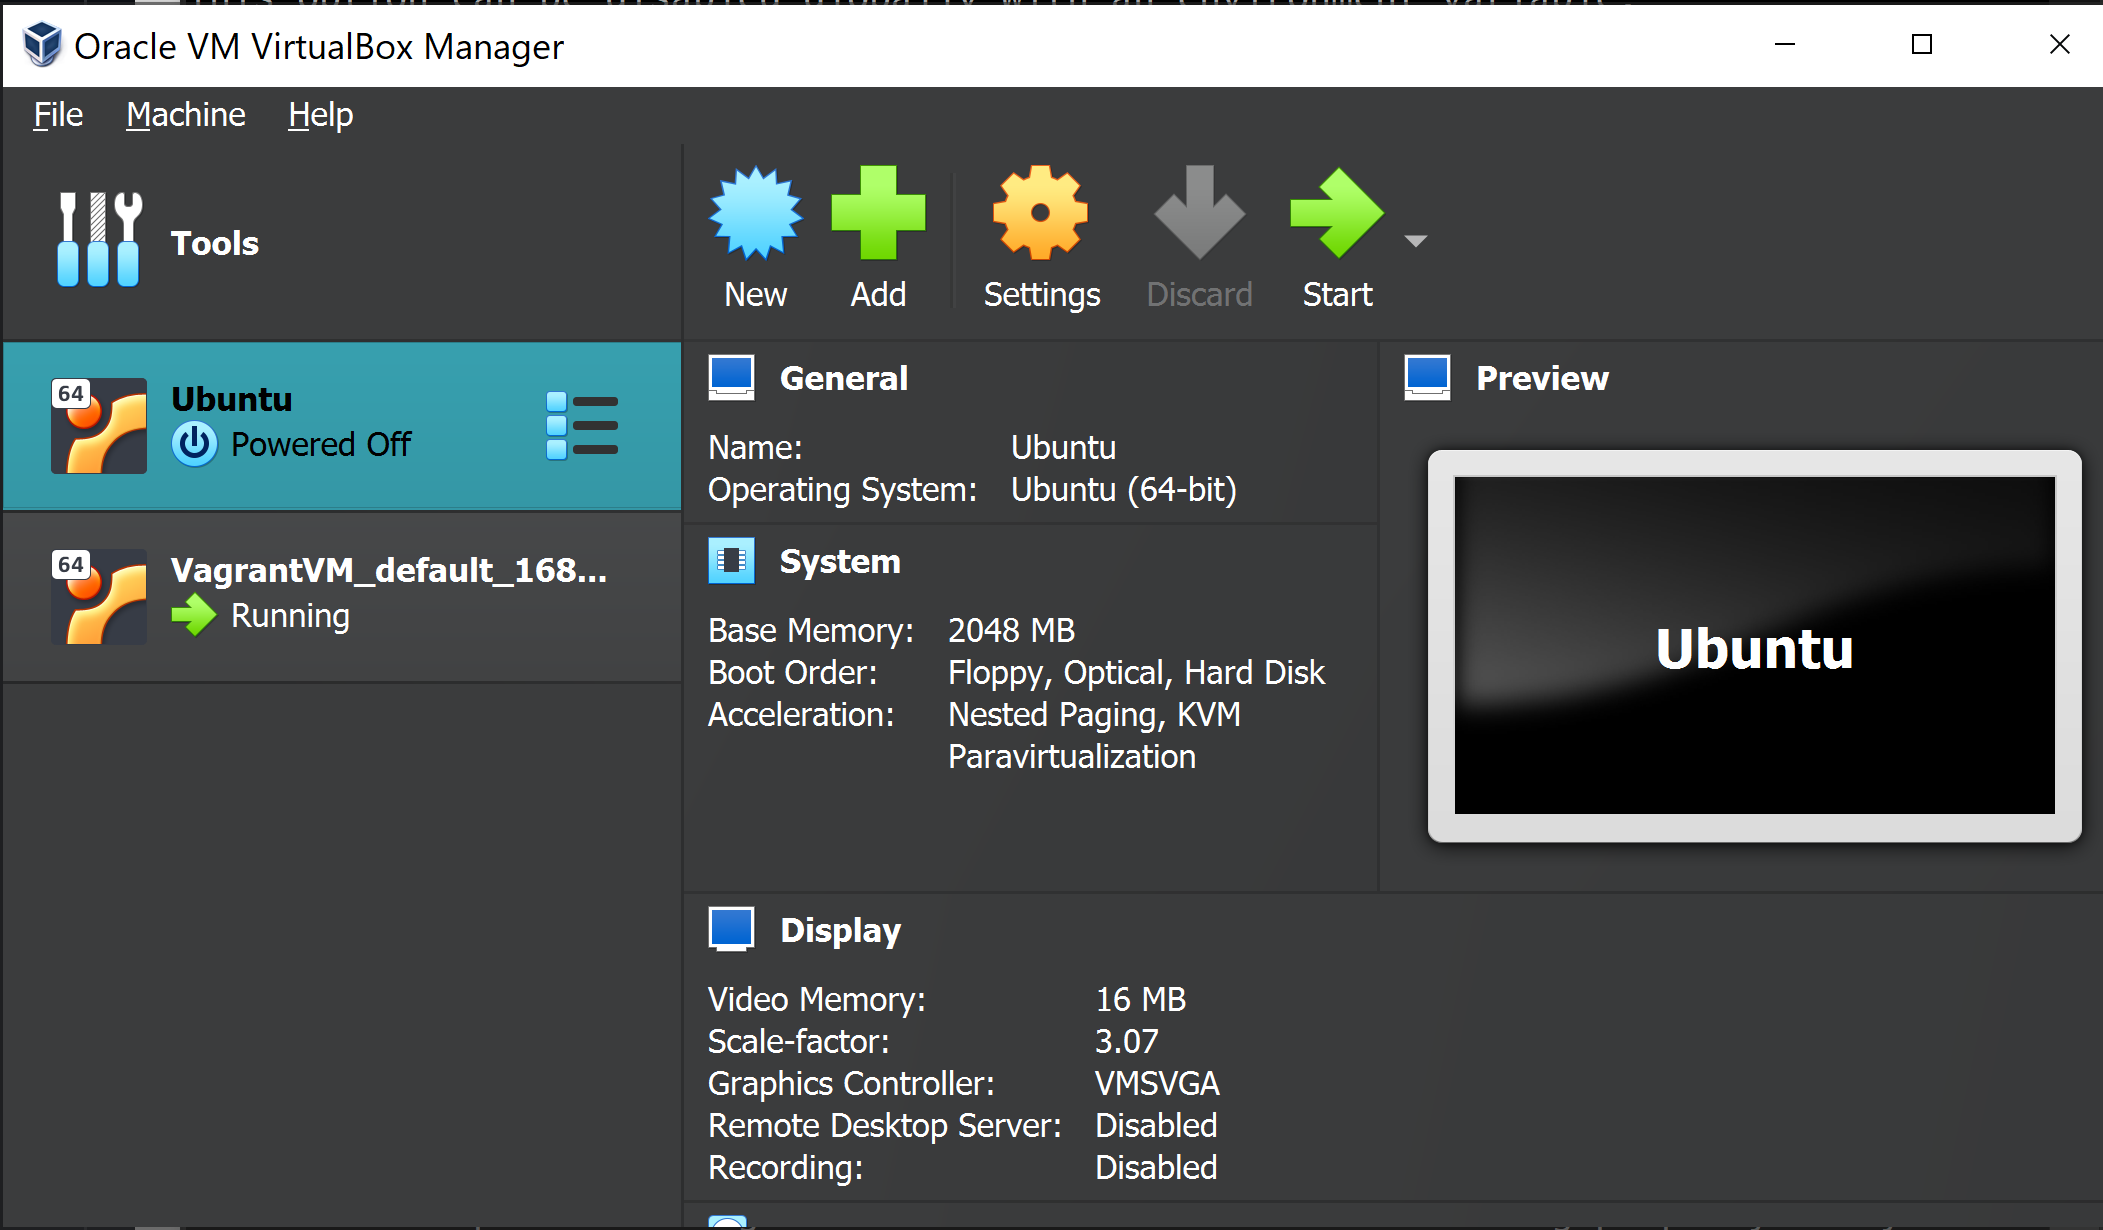 Oracle VM VirtualBox Manager
File Machine Help
Tools
New Add Settings Discard Start
64 Ubuntu
Powered Off
64 VagrantVM_default_168...
Running
General
Name: Ubuntu
Operating System: Ubuntu (64-bit)
System
Base Memory: 2048 MB
Boot Order: Floppy, Optical, Hard Disk
Acceleration: Nested Paging, KVM
Paravirtualization
Preview
Ubuntu
Display
Video Memory: 16 MB
Scale-factor: 3.07
Graphics Controller: VMSVGA
Remote Desktop Server: Disabled
Recording: Disabled